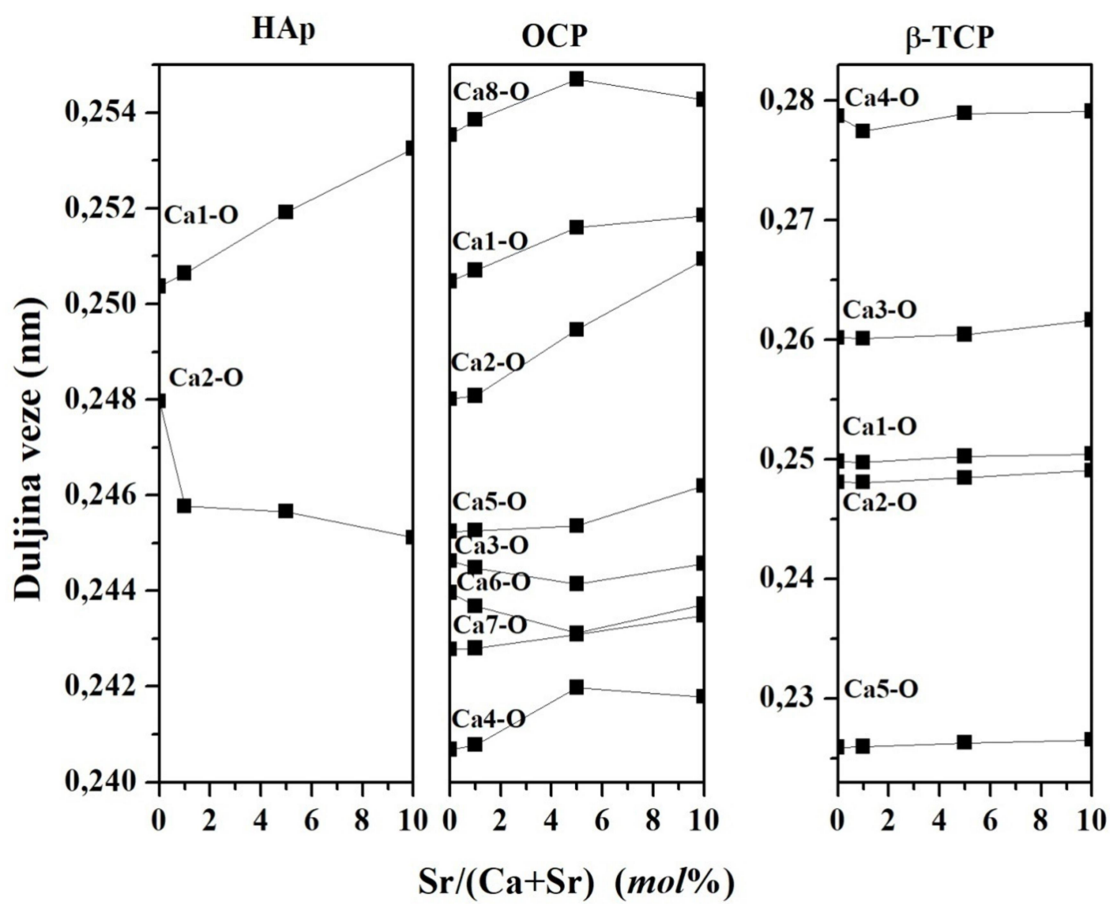 HAp
OCP
β-TCP
Duljina veze (nm)
0,254
0,252
0,250
0,248
0,246
0,244
0,242
0,240
Ca1-O
Ca2-O
0 2 4 6 8 10
Ca8-O
Ca1-O
Ca2-O
Ca5-O
Ca3-O
Ca6-O
Ca7-O
Ca4-O
0 2 4 6 8 10
0,28
0,27
0,26
0,25
0,24
0,23
Ca4-O
Ca3-O
Ca1-O
Ca2-O
Ca5-O
0 2 4 6 8 10
Sr/(Ca+Sr) (mol%)